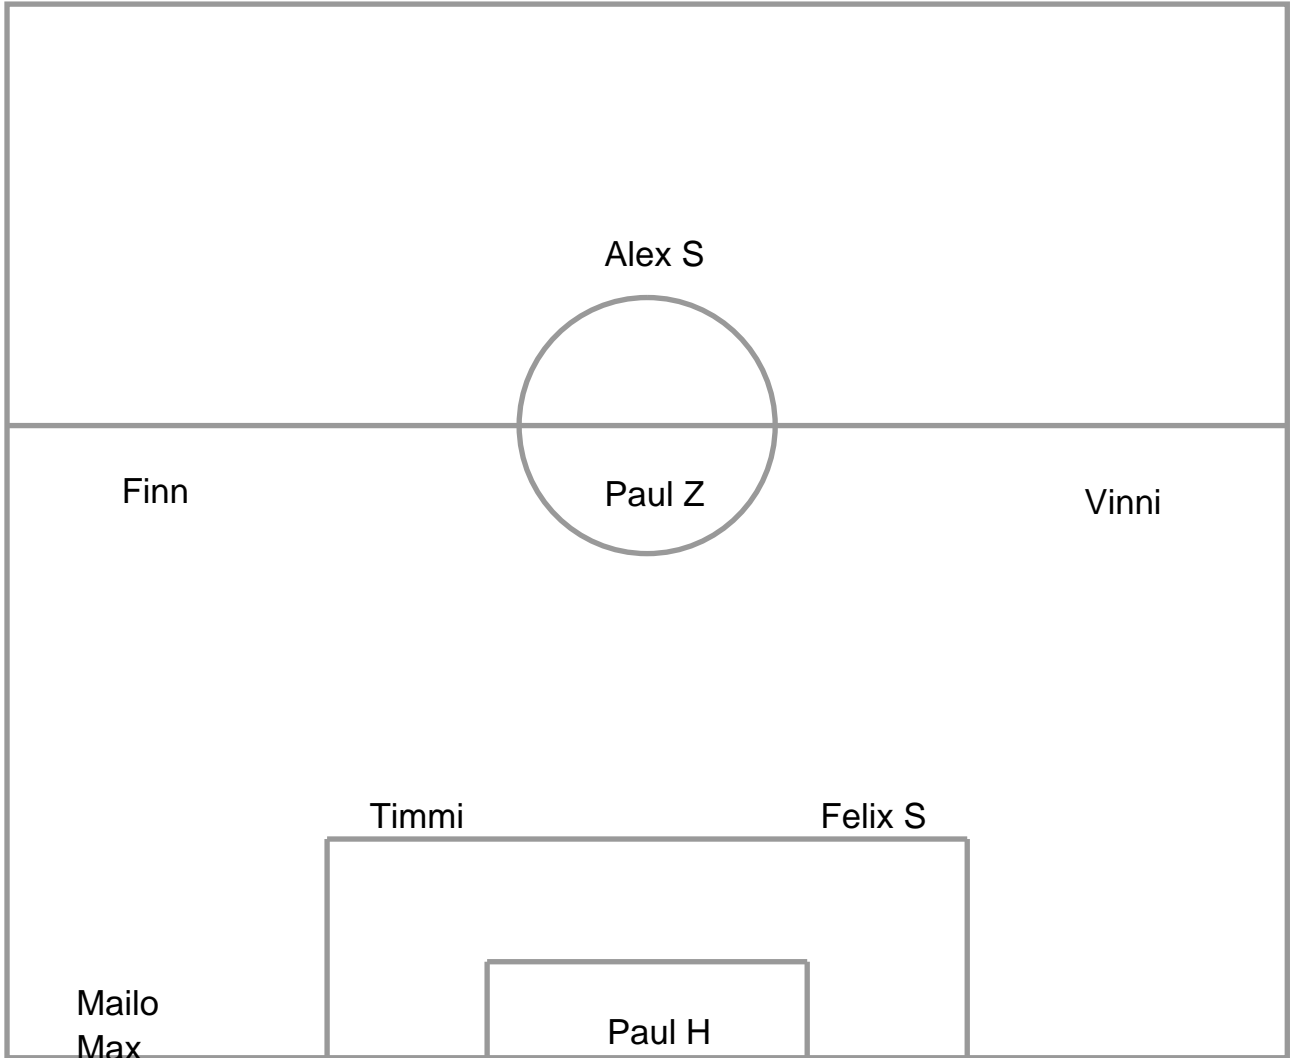 Alex S
Finn Paul Z Vinni
Timmi Felix S
Mailo
Max
Paul H